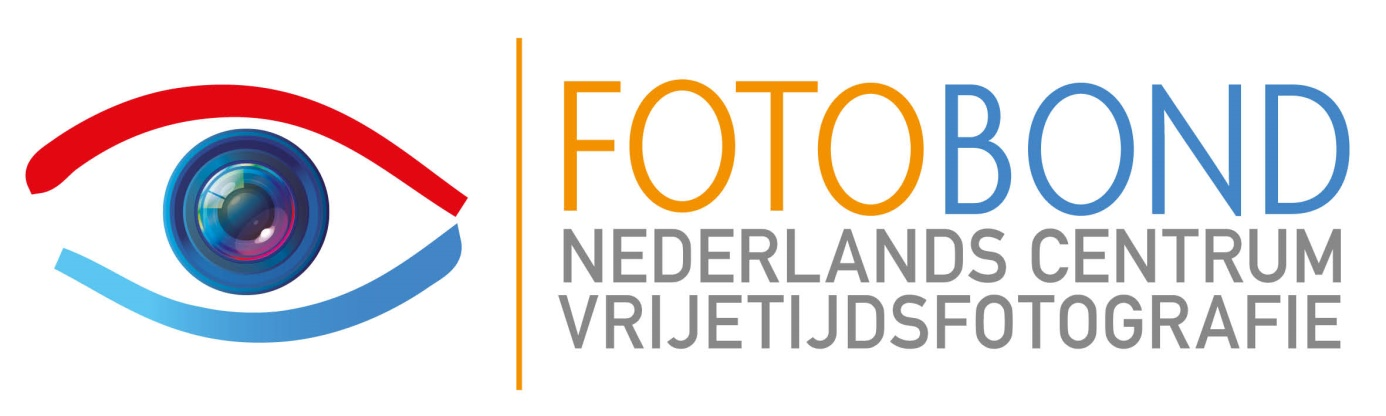 FOTOBOND
NEDERLANDS CENTRUM
VRIJETIJDSFOTOGRAFIE